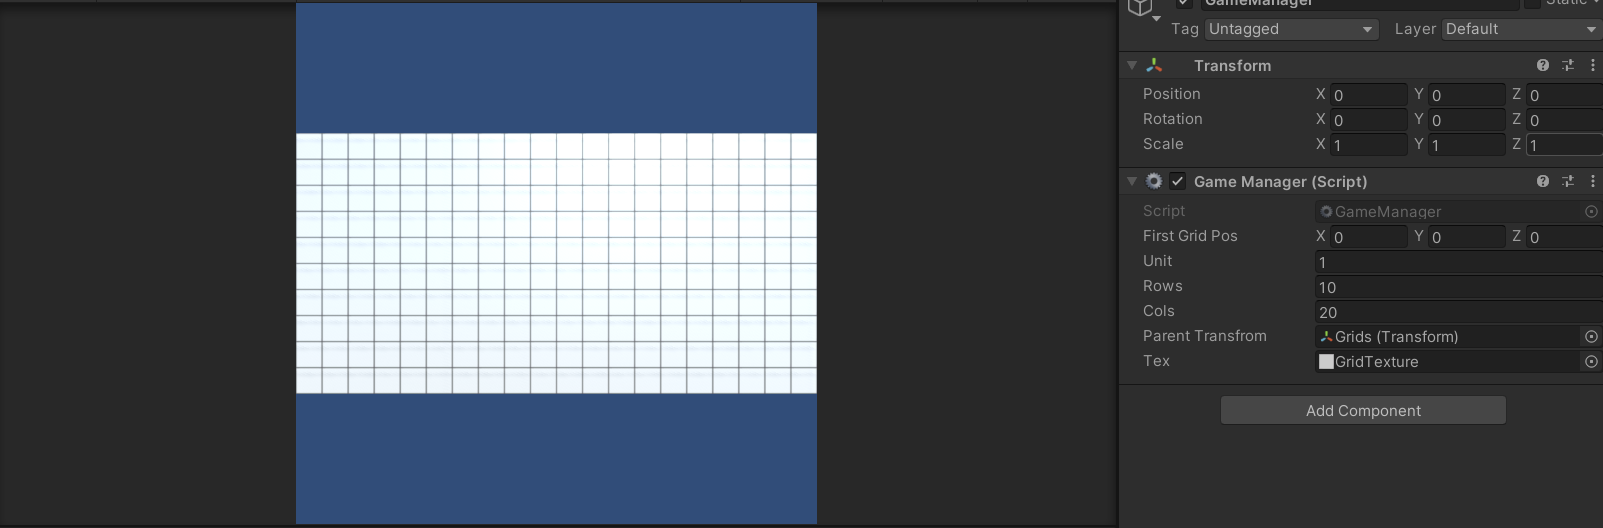 GameManager
Static
Tag Untagged Layer Default
Transform
Position X 0 Y 0 Z 0
Rotation X 0 Y 0 Z 0
Scale X 1 Y 1 Z 1
Game Manager (Script)
Script GameManager
First Grid Pos X 0 Y 0 Z 0
Unit 1
Rows 10
Cols 20
Parent Transfrom Grids (Transform)
Tex GridTexture
Add Component